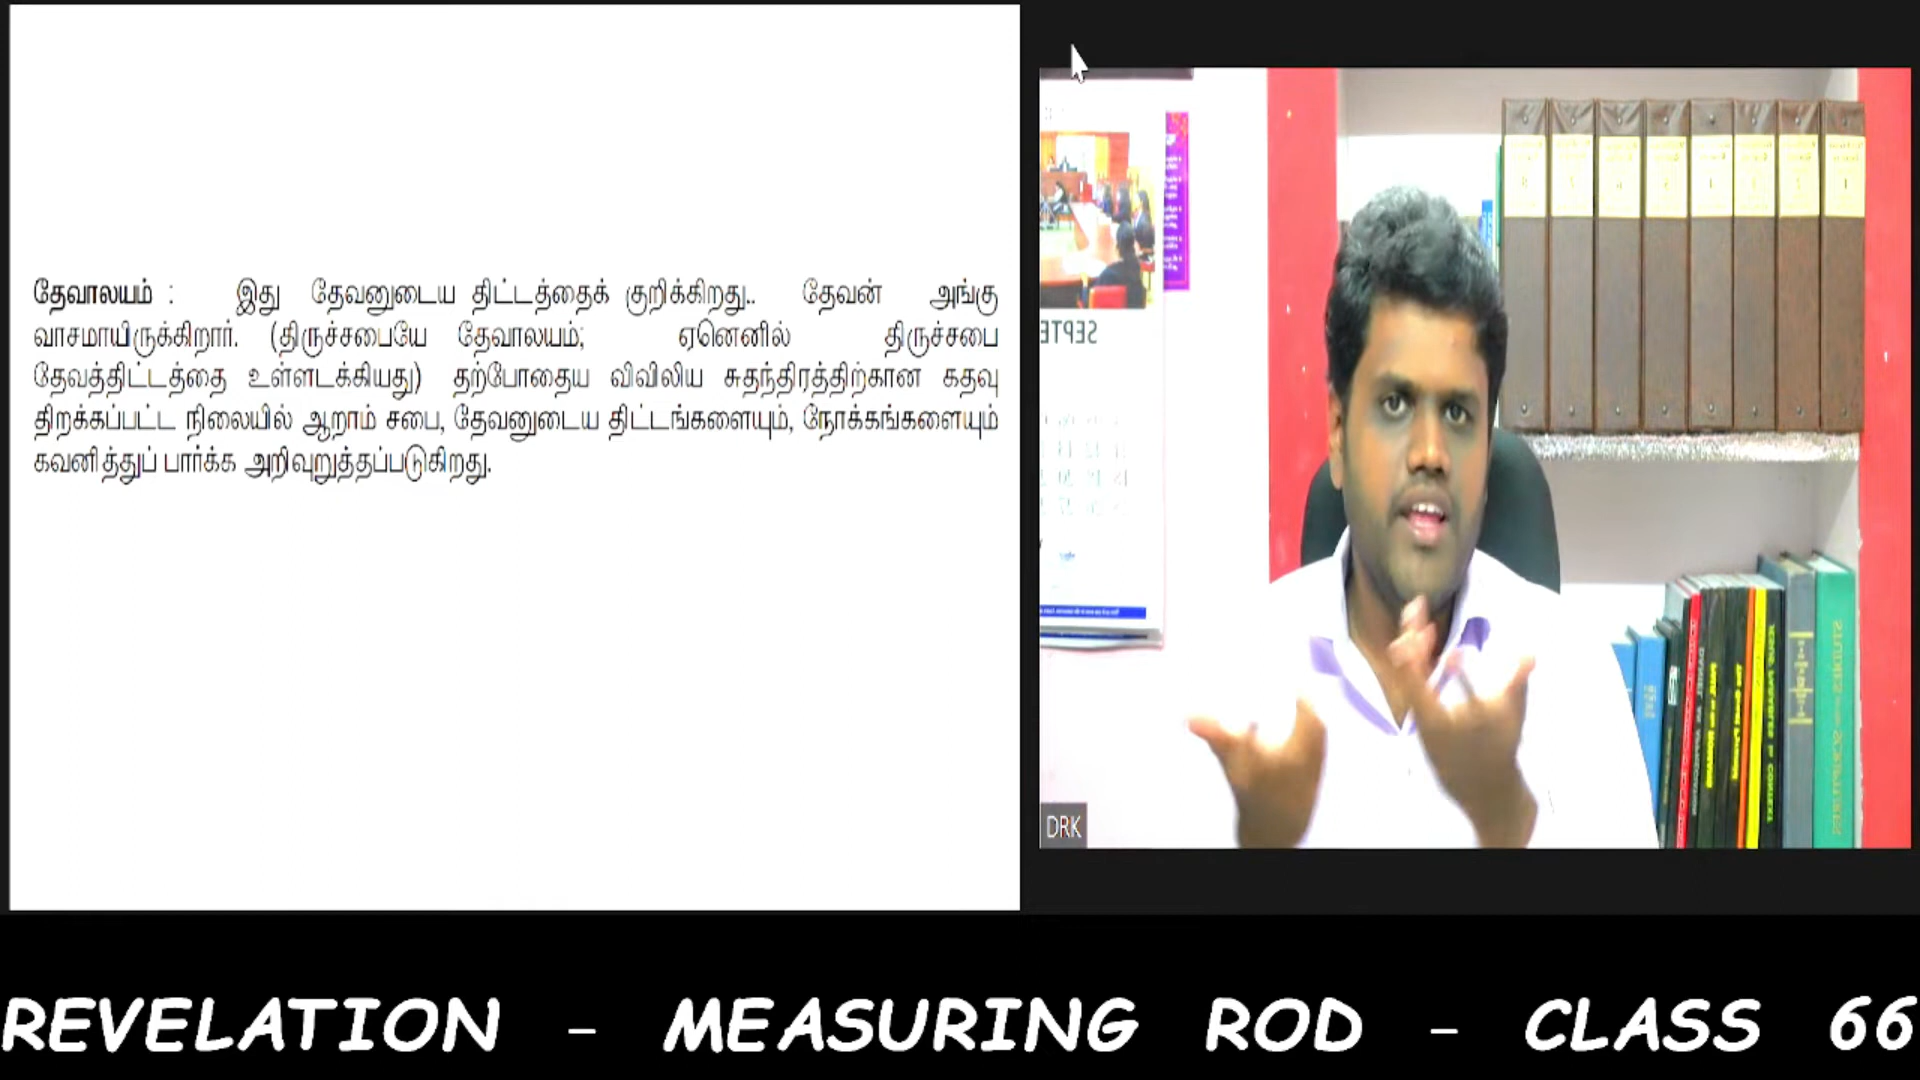 தேவாலயம் : இது தேவனுடைய திட்டத்தைக் குறிக்கிறது.. தேவன் அங்கு
வாசமாயிருக்கிறார். (திருச்சபையே தேவாலயம்; ஏனெனில் திருச்சபை
தேவத்திட்டத்தை உள்ளடக்கியது) தற்போதைய விவிலிய சுதந்திரத்திற்கான கதவு
திறக்கப்பட்ட நிலையில் ஆறாம் சபை, தேவனுடைய திட்டங்களையும், நோக்கங்களையும்
கவனித்துப் பார்க்க அறிவுறுத்தப்படுகிறது.
SEPTE
DRK
REVELATION - MEASURING ROD - CLASS 66